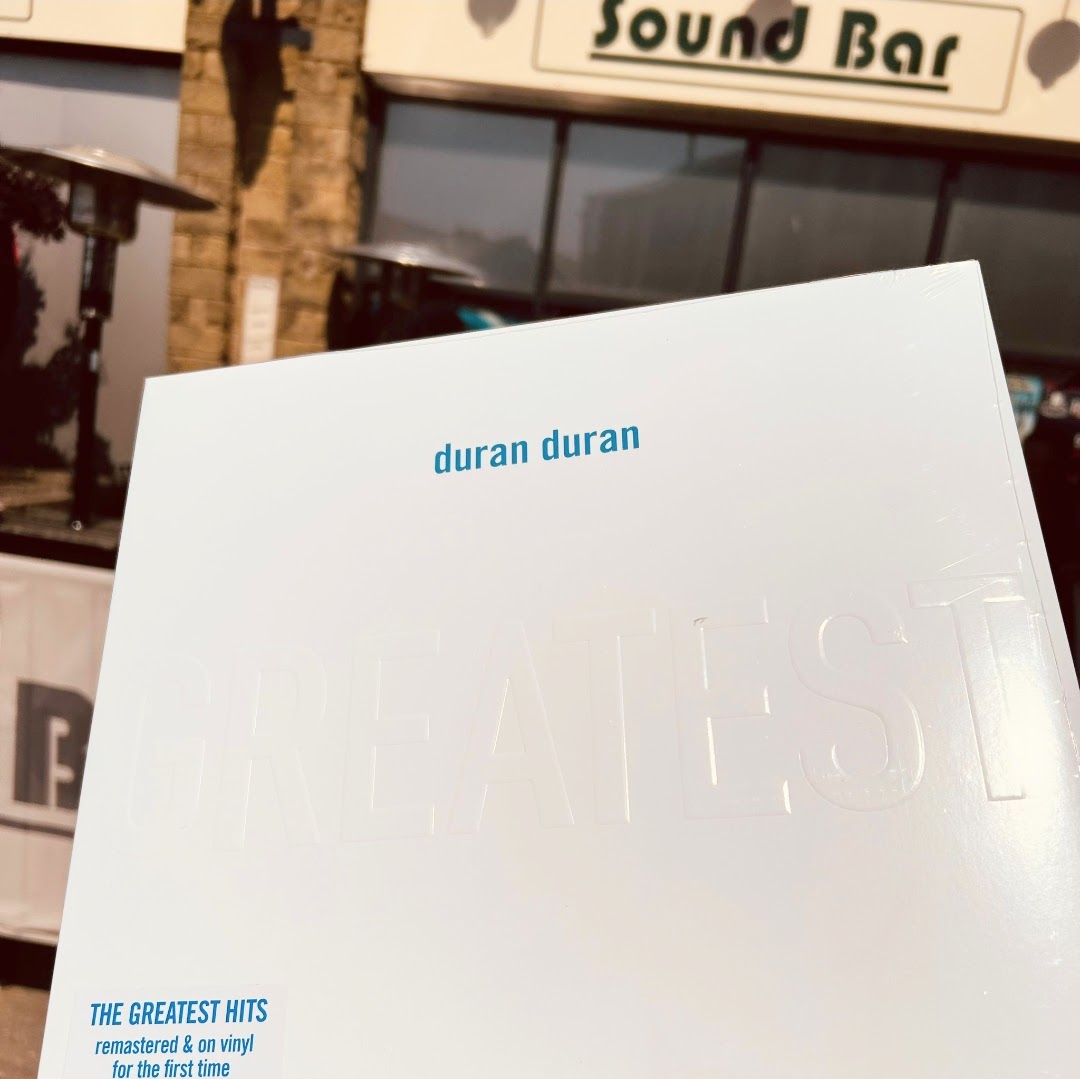 Sound Bar
duran duran
GREATEST
B
THE GREATEST HITS
remastered & on vinyl
for the first time